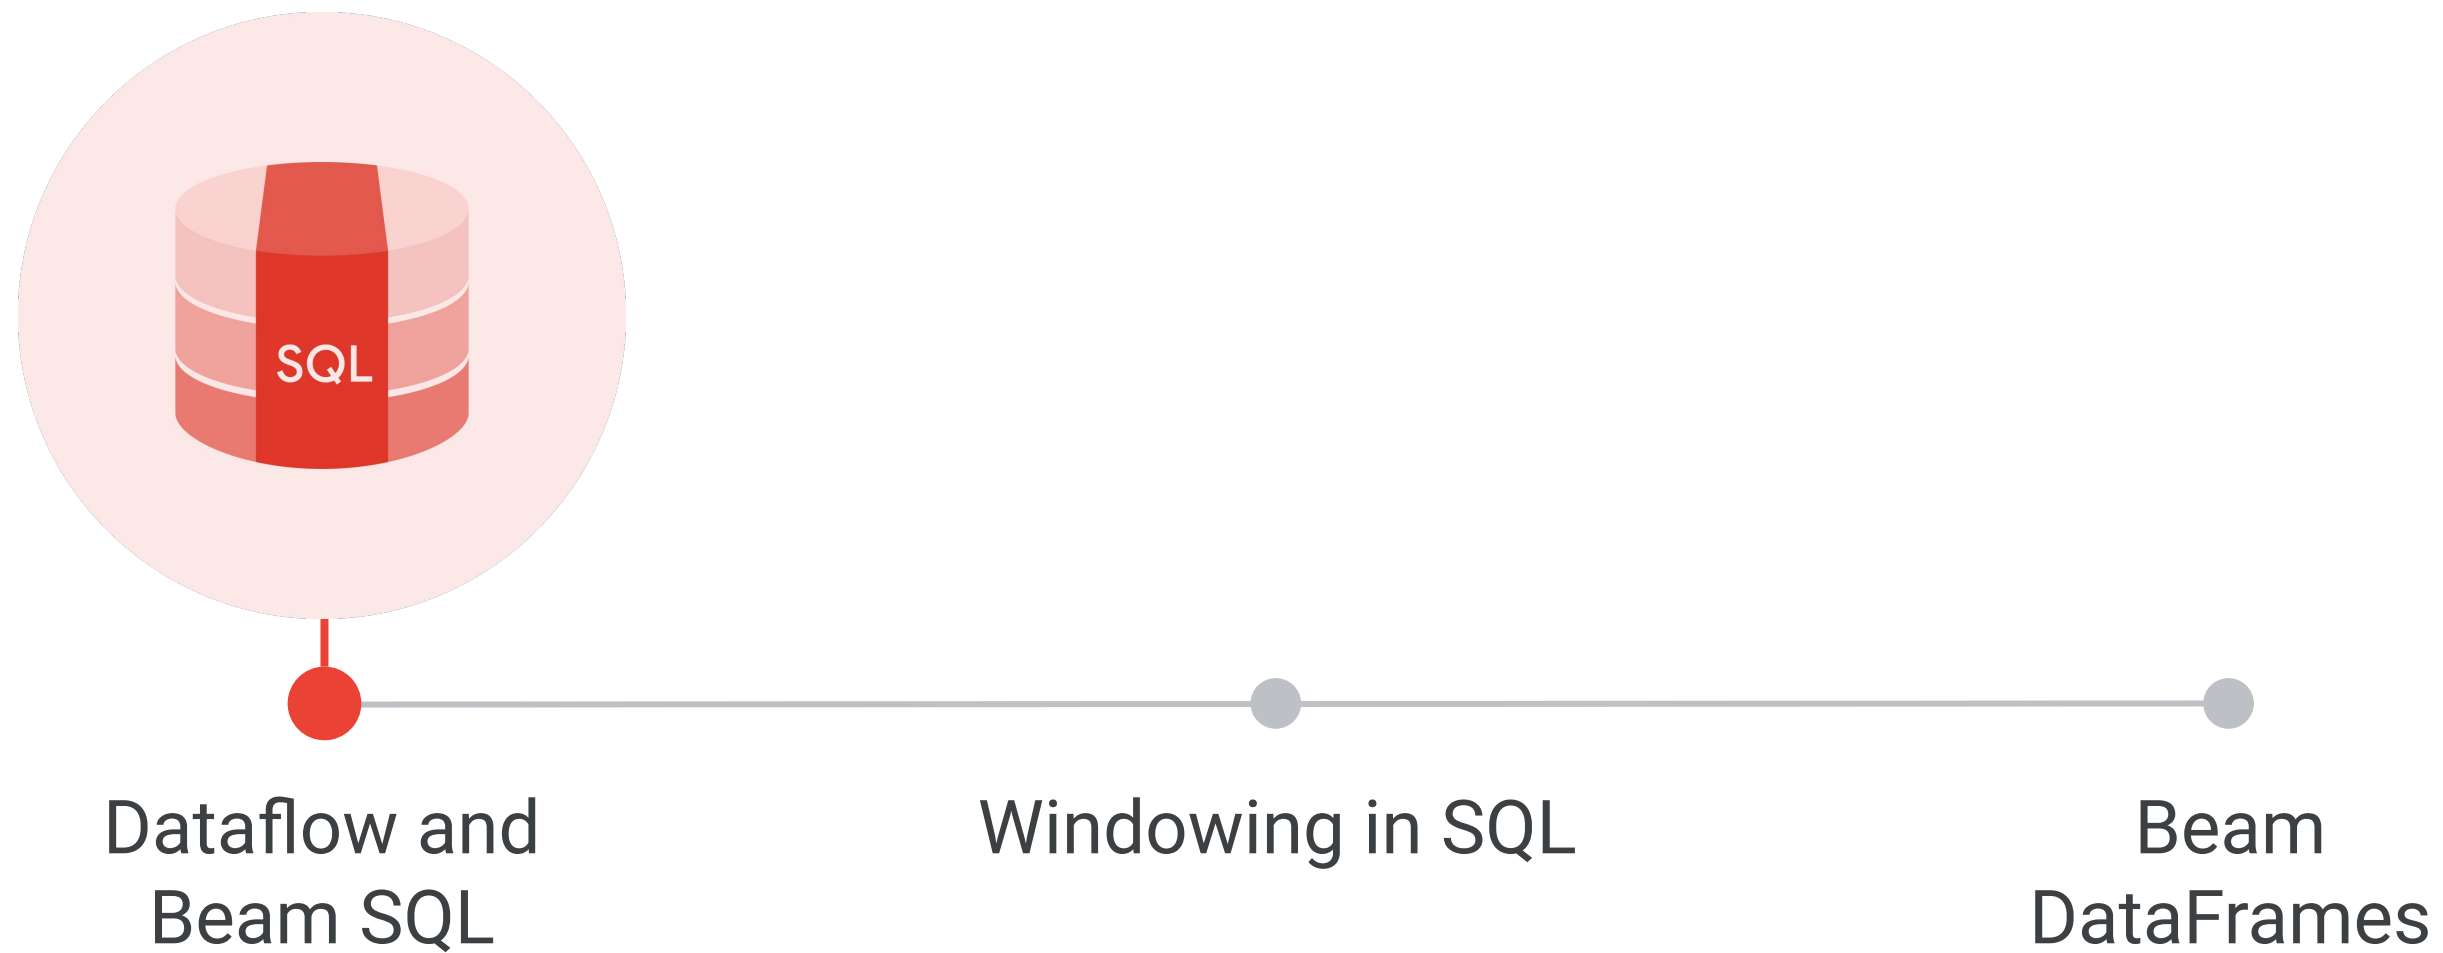 SQL
Dataflow and
Beam SQL
Windowing in SQL
Beam
DataFrames